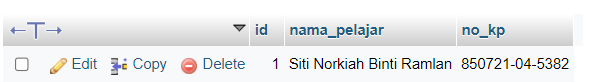 id nama_pelajar no_kp
Edit Copy Delete 1 Siti Norkiah Binti Ramlan 850721-04-5382